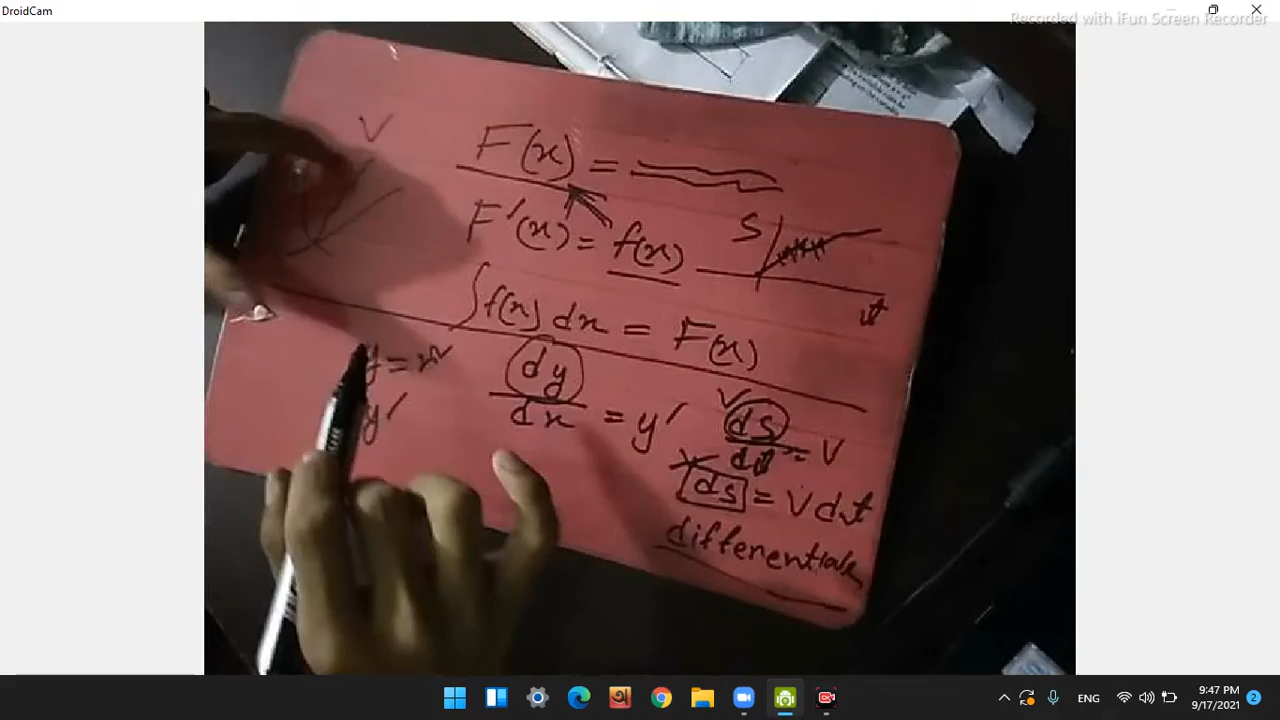 DroidCam
Recorded with iFun Screen Recorder
V
F(x) =
F'(x) = f(x)
S
t
∫f(x) dx = F(x)
y = x²
y'
dy/dx = y'
ds/dt = v
ds = v dt
differentials
ENG
9:47 PM
9/17/2021
2